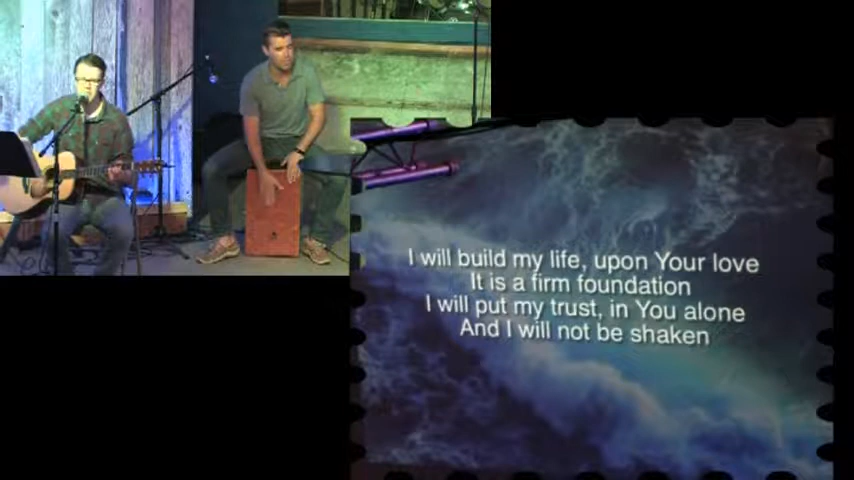 I will build my life, upon Your love
It is a firm foundation
I will put my trust, in You alone
And I will not be shaken